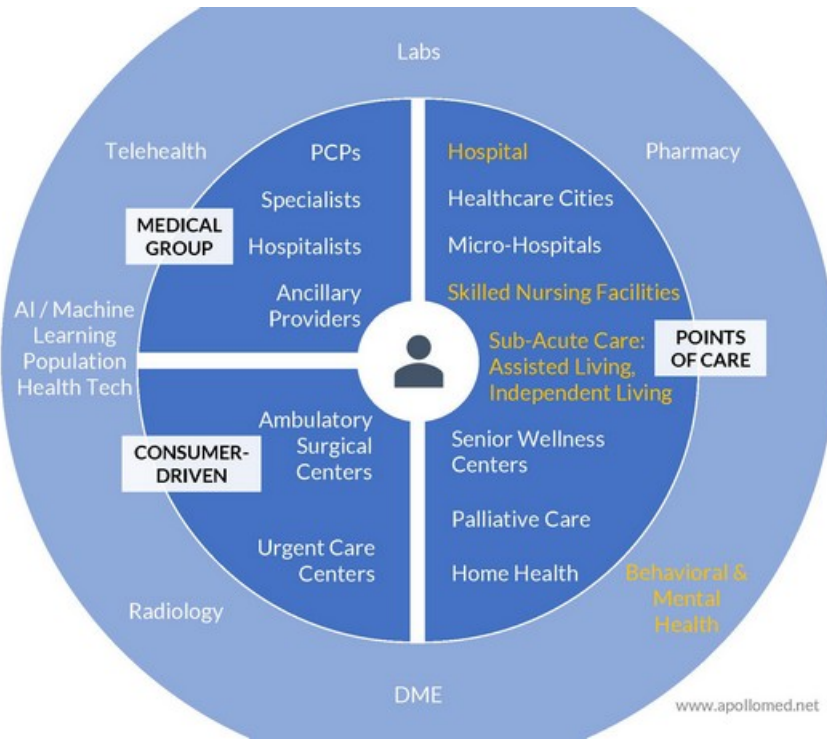 Labs
Telehealth
Pharmacy
AI / Machine
Learning
Population
Health Tech
Radiology
DME
Behavioral &
Mental
Health
MEDICAL
GROUP
PCPs
Specialists
Hospitalists
Ancillary
Providers
CONSUMER-
DRIVEN
Ambulatory
Surgical
Centers
Urgent Care
Centers
POINTS
OF CARE
Hospital
Healthcare Cities
Micro-Hospitals
Skilled Nursing Facilities
Sub-Acute Care:
Assisted Living,
Independent Living
Senior Wellness
Centers
Palliative Care
Home Health
www.apollomed.net